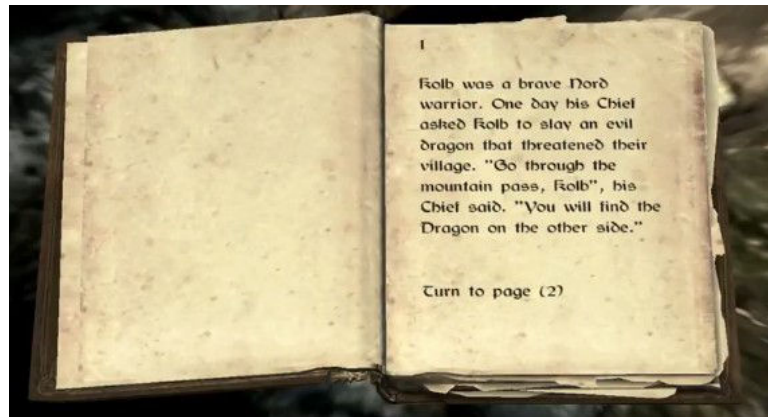 1
Kolb was a brave Nord
warrior. One day his Chief
asked Kolb to slay an evil
dragon that threatened their
village. "Go through the
mountain pass, Kolb", his
Chief said. "You will find the
Dragon on the other side."
Turn to page (2)